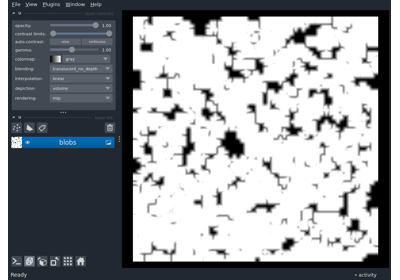 File View Plugins Window Help
opacity: 1.00
contrast limits:
auto-contrast: once continuous
gamma: 1.00
colormap: gray
blending: translucent_no_depth
interpolation: linear
depiction: volume
rendering: mip
blobs
Ready activity